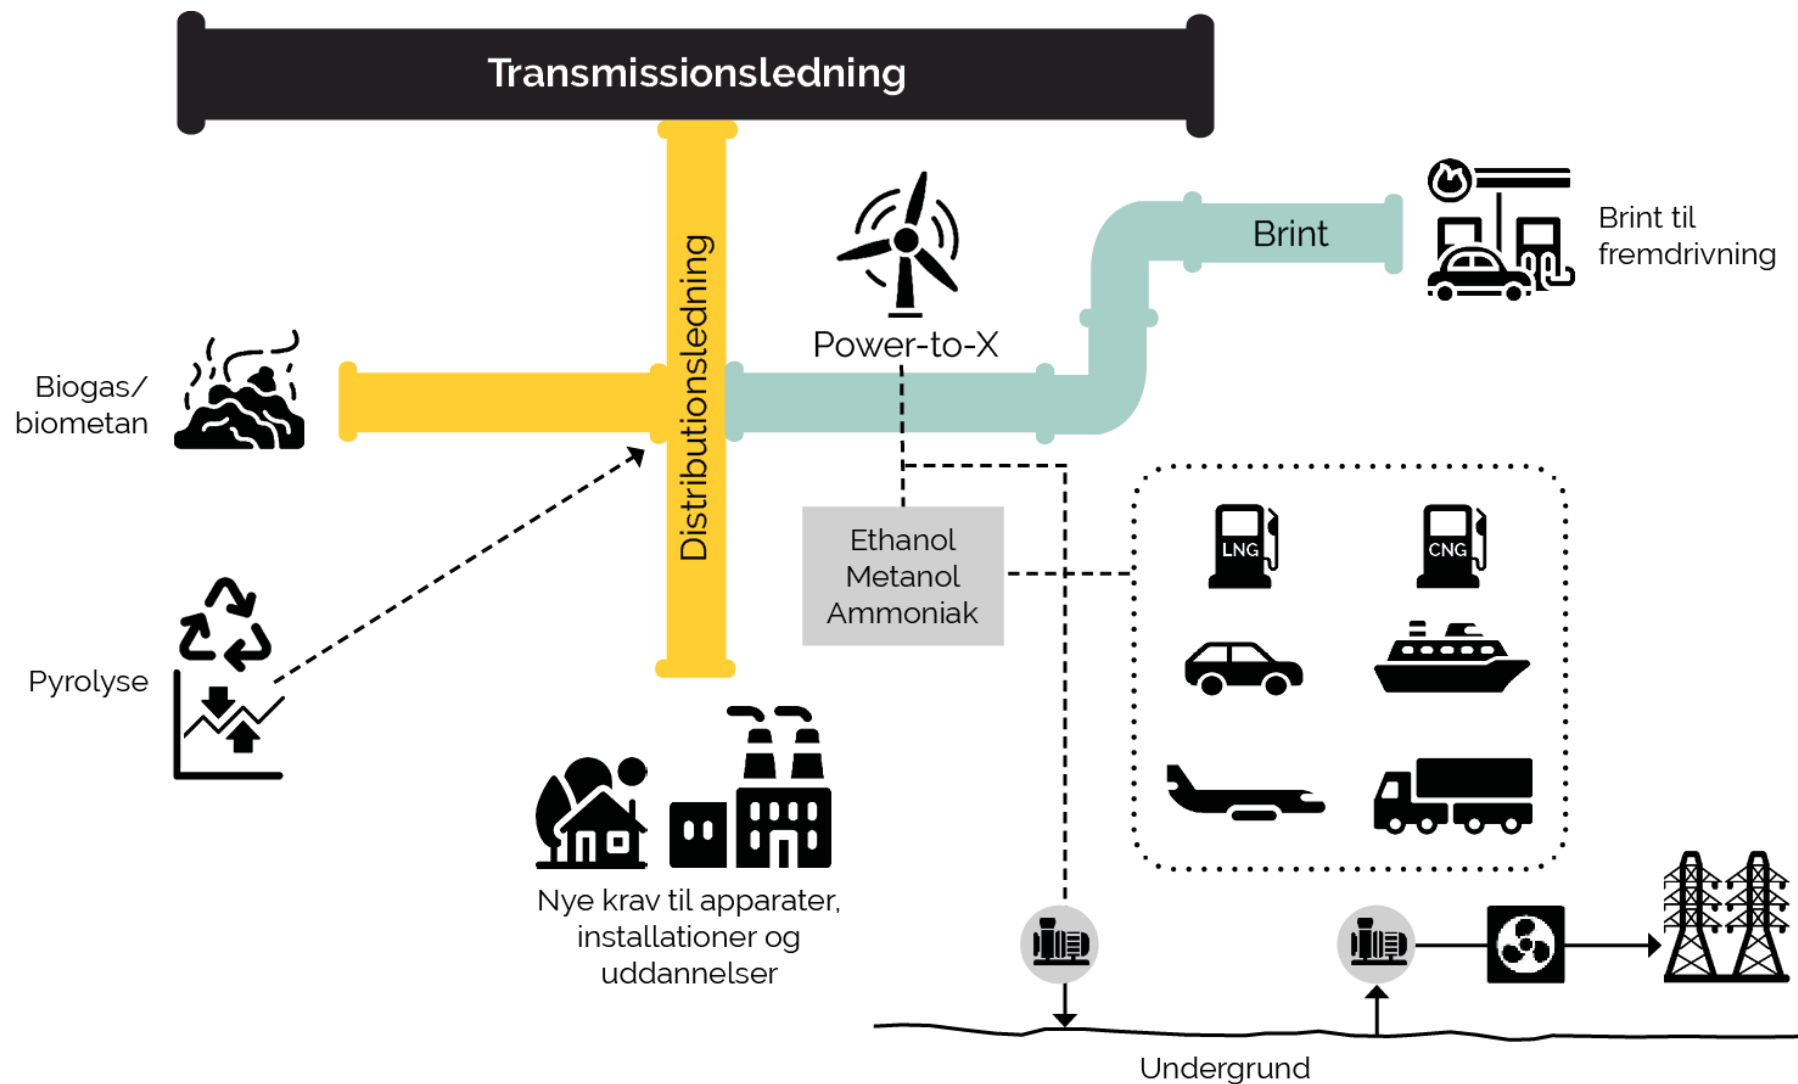 Transmissionsledning
Distributionsledning
Brint
Brint til
fremdrivning
Power-to-X
Biogas/
biometan
Pyrolyse
Ethanol
Metanol
Ammoniak
LNG
CNG
Nye krav til apparater,
installationer og
uddannelser
Undergrund